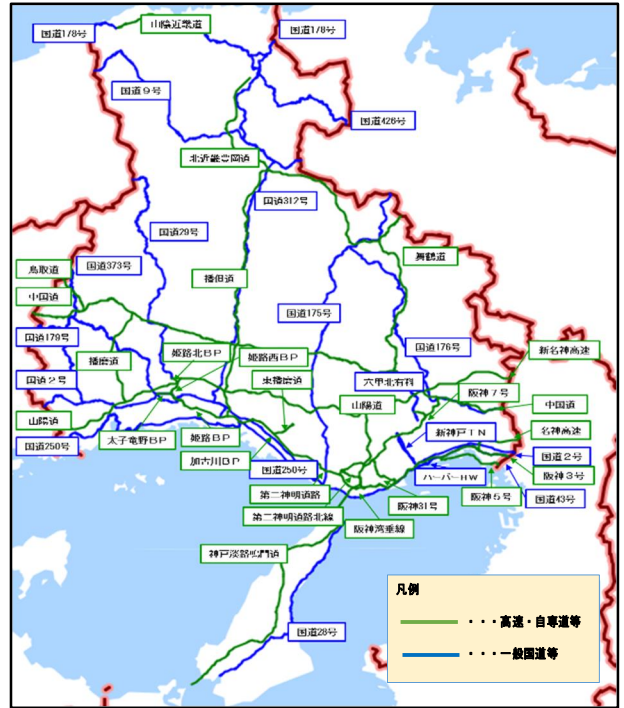 山陰近畿道
国道178号
国道178号
国道9号
国道426号
北近畿豊岡道
国道312号
国道29号
舞鶴道
国道373号
鳥取道
播但道
中国道
国道175号
国道179号
国道176号
新名神高速
姫路北BP
姫路西BP
播磨道
東播磨道
六甲北有料
阪神7号
国道2号
山陽道
中国道
山陽道
新神戸TN
名神高速
国道250号
太子竜野BP
姫路BP
国道2号
加古川BP
国道250号
ハーバーHW
阪神3号
第二神明道路
阪神31号
阪神5号
国道43号
第二神明道路北線
阪神湾垂線
神戸淡路鳴門道
国道28号
凡例
・・・高速・自専道等
・・・一般国道等